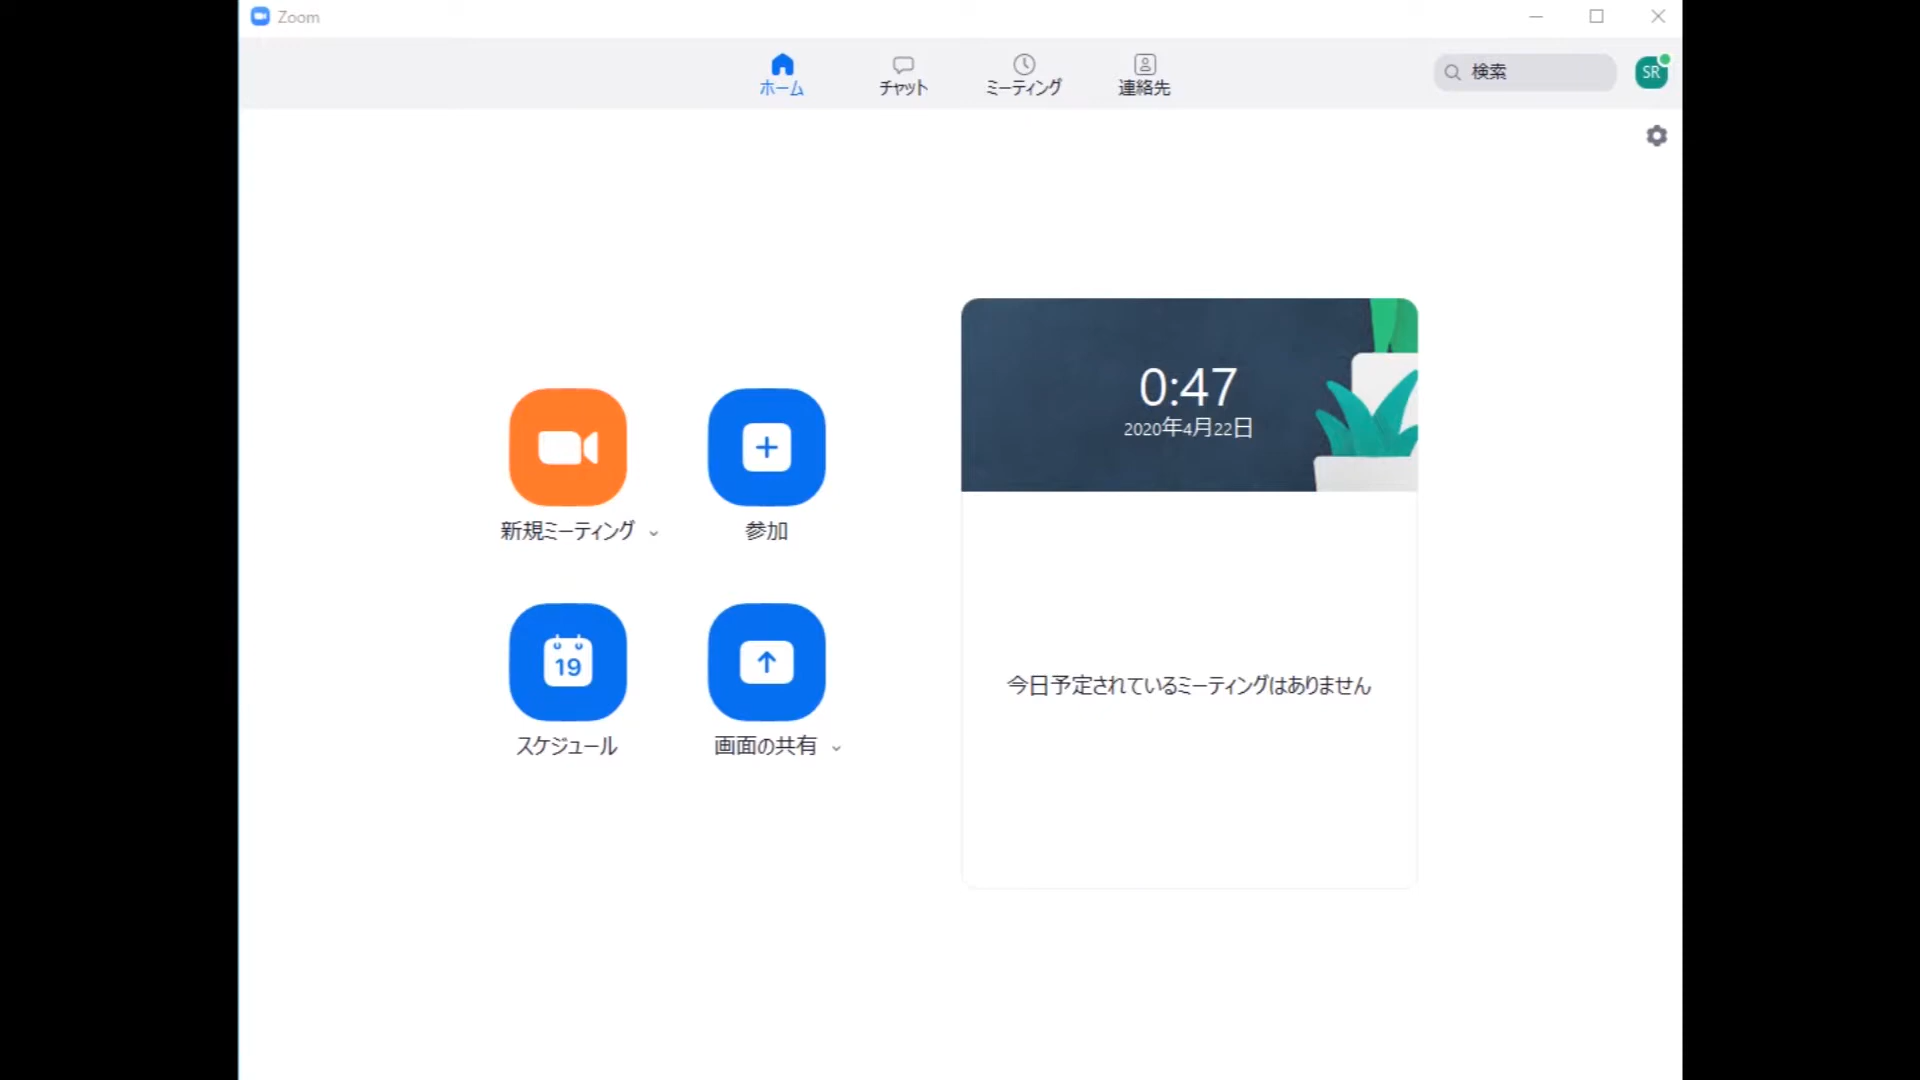 Zoom
ホーム
チャット
ミーティング
連絡先
検索
SR
0:47
2020年4月22日
新規ミーティング
参加
19
スケジュール
画面の共有
今日予定されているミーティングはありません